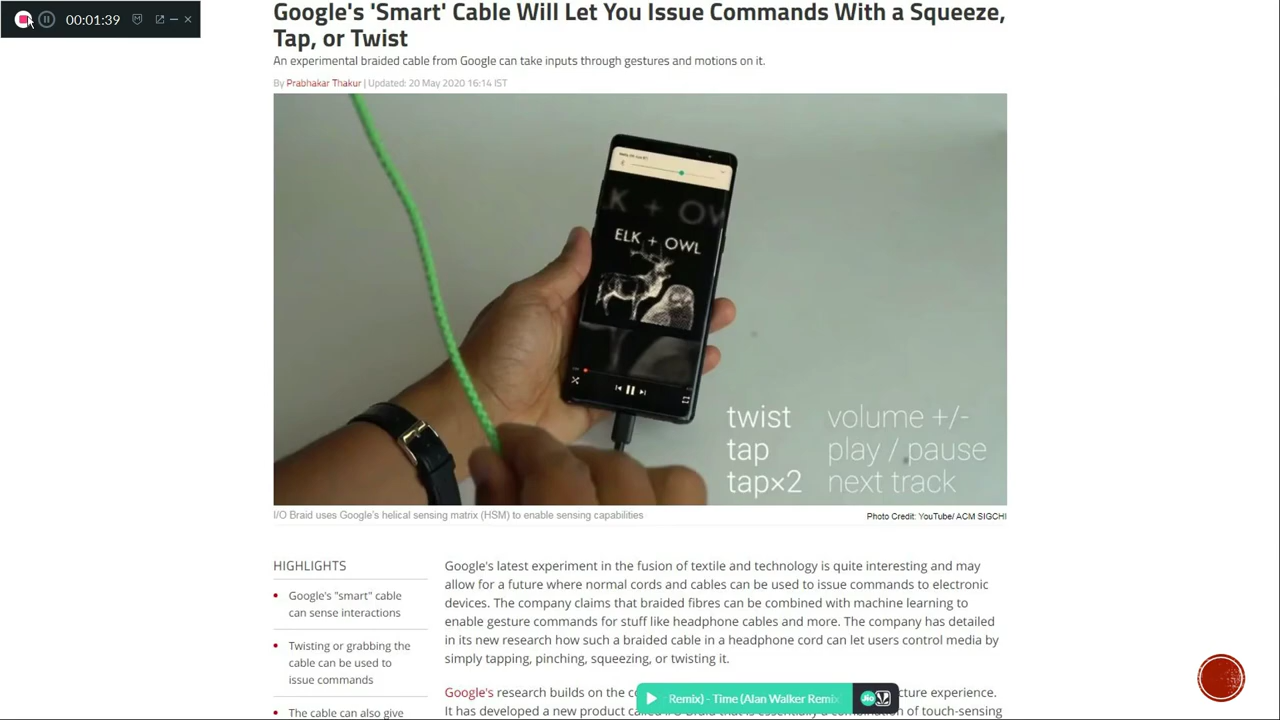 00:01:39
Google's 'Smart' Cable Will Let You Issue Commands With a Squeeze,
Tap, or Twist
An experimental braided cable from Google can take inputs through gestures and motions on it.
By Prabhakar Thakur | Updated: 20 May 2020 16:14 IST
ELK + OWL
twist volume +/-
tap play / pause
tap×2 next track
I/O Braid uses Google's helical sensing matrix (HSM) to enable sensing capabilities
Photo Credit: YouTube/ ACM SIGCHI
HIGHLIGHTS
Google's "smart" cable
can sense interactions
Twisting or grabbing the
cable can be used to
issue commands
The cable can also give
Google's latest experiment in the fusion of textile and technology is quite interesting and may
allow for a future where normal cords and cables can be used to issue commands to electronic
devices. The company claims that braided fibres can be combined with machine learning to
enable gesture commands for stuff like headphone cables and more. The company has detailed
in its new research how such a braided cable in a headphone cord can let users control media by
simply tapping, pinching, squeezing, or twisting it.
Google's research builds on the cture experience.
It has developed a new product called I/O Braid that is essentially a combination of touch-sensing
Remix) - Time (Alan Walker Remix
Jio